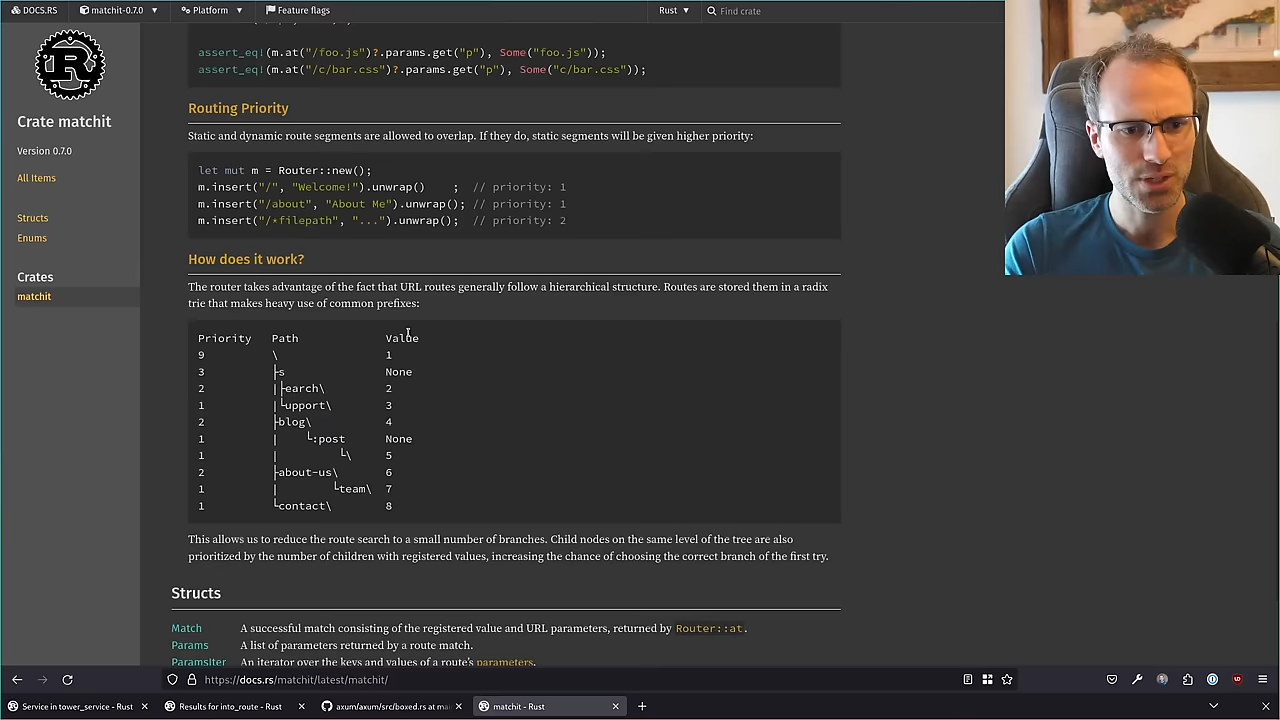 DOCS.RS matchit-0.7.0 Platform Feature flags Rust Find crate
Crate matchit
Version 0.7.0
All Items
Structs
Enums
Crates
matchit
assert_eq!(m.at("/foo.js")?.params.get("p"), Some("foo.js"));
assert_eq!(m.at("/c/bar.css")?.params.get("p"), Some("c/bar.css"));
Routing Priority
Static and dynamic route segments are allowed to overlap. If they do, static segments will be given higher priority:
let mut m = Router::new();
m.insert("/", "Welcome!").unwrap()    ;  // priority: 1
m.insert("/about", "About Me").unwrap();  // priority: 1
m.insert("/*filepath", "...").unwrap();  // priority: 2
How does it work?
The router takes advantage of the fact that URL routes generally follow a hierarchical structure. Routes are stored them in a radix
trie that makes heavy use of common prefixes:
Priority   Path             Value
9          \                1
3          ├s               None
2          |├earch\         2
1          |└upport\        3
2          ├blog\           4
1          |    └:post      None
1          |         └\     5
2          ├about-us\       6
1          |        └team\  7
1          └contact\        8
This allows us to reduce the route search to a small number of branches. Child nodes on the same level of the tree are also
prioritized by the number of children with registered values, increasing the chance of choosing the correct branch of the first try.
Structs
Match A successful match consisting of the registered value and URL parameters, returned by Router::at.
Params A list of parameters returned by a route match.
ParamsIter An iterator over the keys and values of a route's parameters.
https://docs.rs/matchit/latest/matchit/
Service in tower_service - Rust Results for into_route - Rust axum/axum/src/boxed.rs at ma matchit - Rust